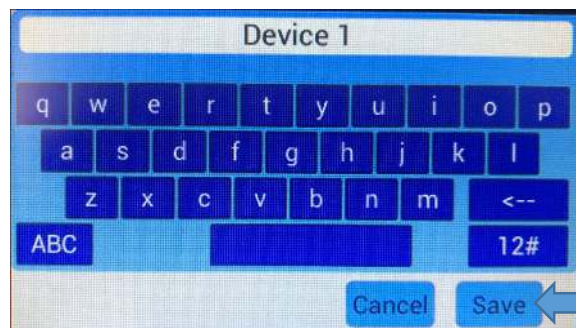 Device 1
q w e r t y u i o p
a s d f g h j k l
z x c v b n m <--
ABC 12#
Cancel Save